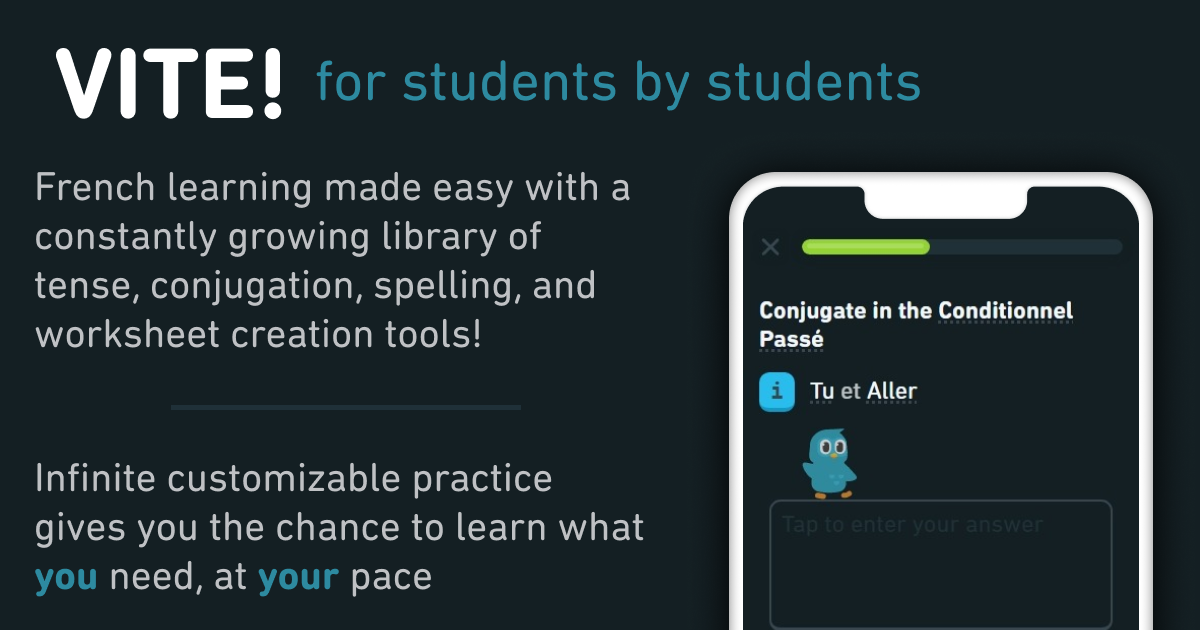 VITE! for students by students
French learning made easy with a
constantly growing library of
tense, conjugation, spelling, and
worksheet creation tools!
Infinite customizable practice
gives you the chance to learn what
you need, at your pace
Conjugate in the Conditionnel
Passé
i Tu et Aller
Tap to enter your answer